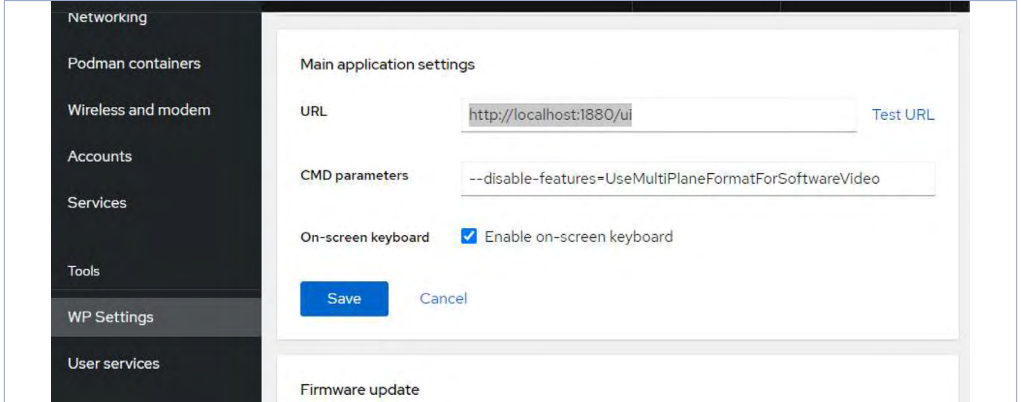 Networking
Podman containers
Wireless and modem
Accounts
Services
Tools
WP Settings
User services
Main application settings
URL
http://localhost:1880/ui
Test URL
CMD parameters
--disable-features=UseMultiPlaneFormatForSoftwareVideo
On-screen keyboard
Enable on-screen keyboard
Save
Cancel
Firmware update